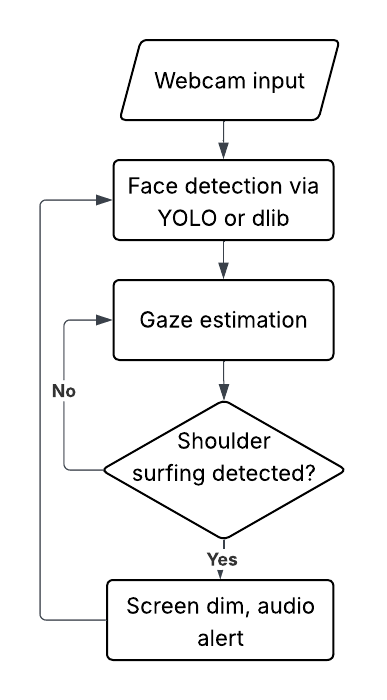 Webcam input
Face detection via
YOLO or dlib
Gaze estimation
No
Shoulder
surfing detected?
Yes
Screen dim, audio
alert